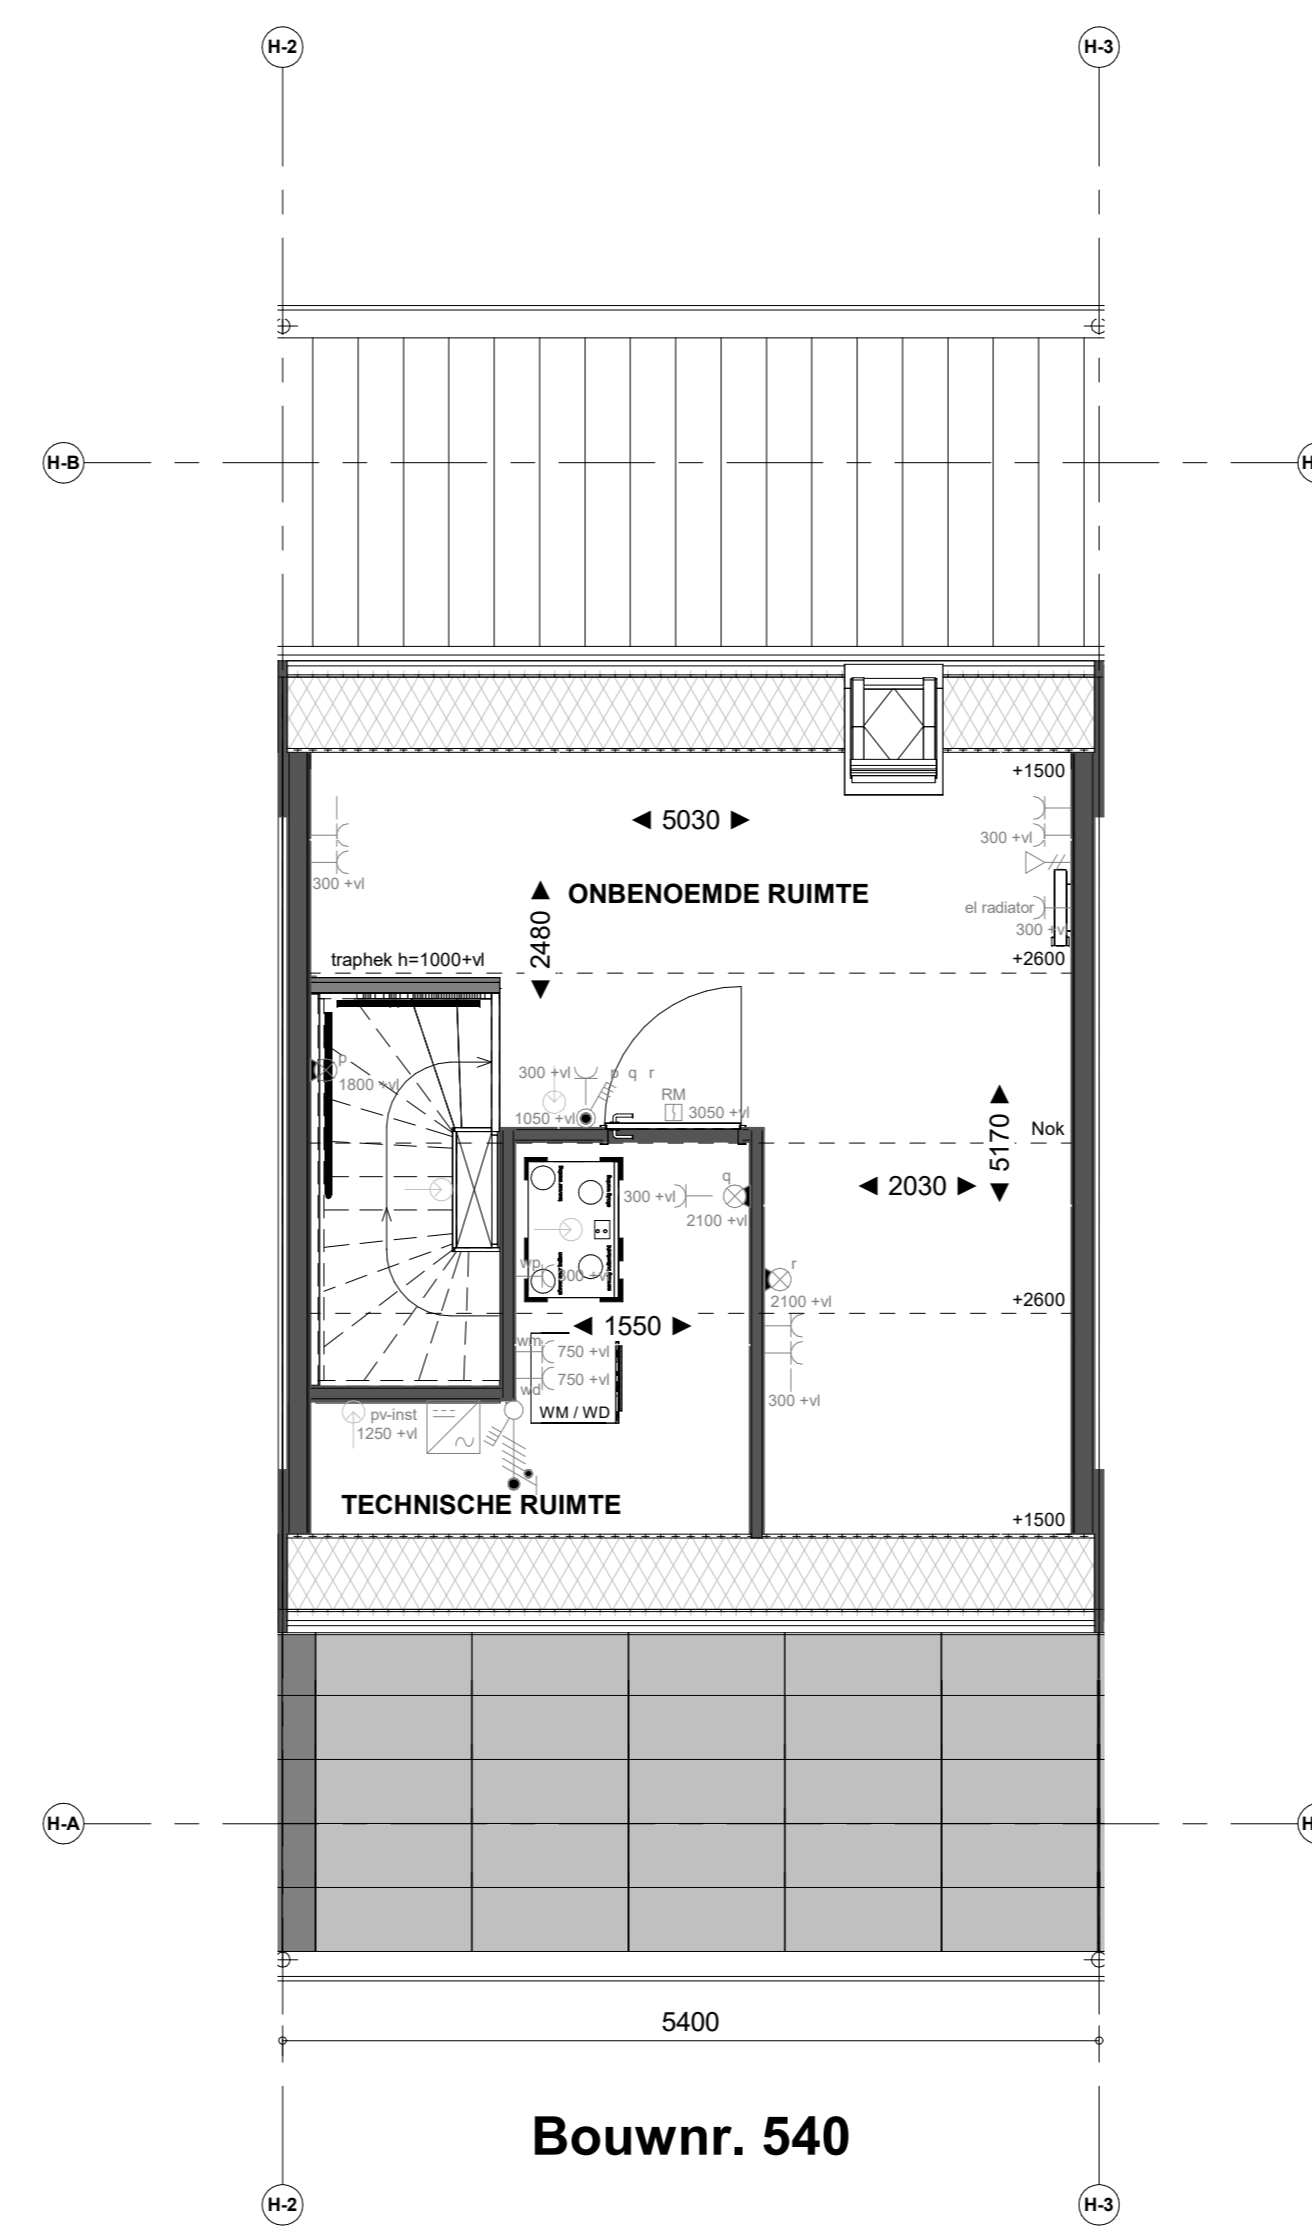 H-2
H-3
H-B
H
+1500
5030
300 +vl
300 +vl
ONBENOEMDE RUIMTE
el radiator
300 +vl
2480
traphek h=1000+vl
+2600
p
1800 +vl
300 +vl
p q r
RM
1050 +vl
3050 +vl
Nok
5170
2030
q
300 +vl
2100 +vl
wp
300 +vl
r
2100 +vl
+2600
1550
wm
750 +vl
wd
750 +vl
300 +vl
WM / WD
pv-inst
1250 +vl
TECHNISCHE RUIMTE
+1500
H-A
H
5400
Bouwnr. 540
H-2
H-3